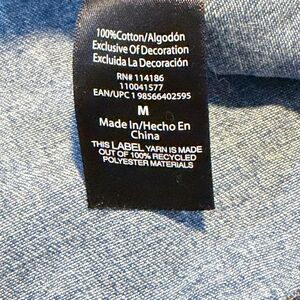 100%Cotton/Algodón
Exclusive Of Decoration
Excluida La Decoración
RN# 114186
110041577
EAN/UPC 1 98566402595
M
Made in/Hecho En
China
THIS LABEL YARN IS MADE
OUT OF 100% RECYCLED
POLYESTER MATERIALS